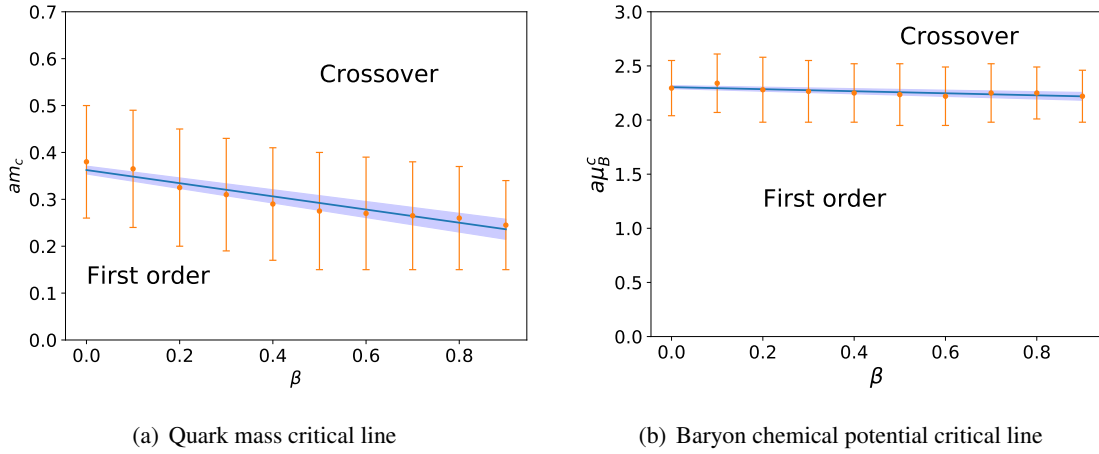 0.7
0.6
0.5
0.4
0.3
0.2
0.1
0.0
am_c
Crossover
First order
0.0 0.2 0.4 0.6 0.8
β
(a) Quark mass critical line
3.0
2.5
2.0
1.5
1.0
0.5
0.0
aμ_B^c
Crossover
First order
0.0 0.2 0.4 0.6 0.8
β
(b) Baryon chemical potential critical line